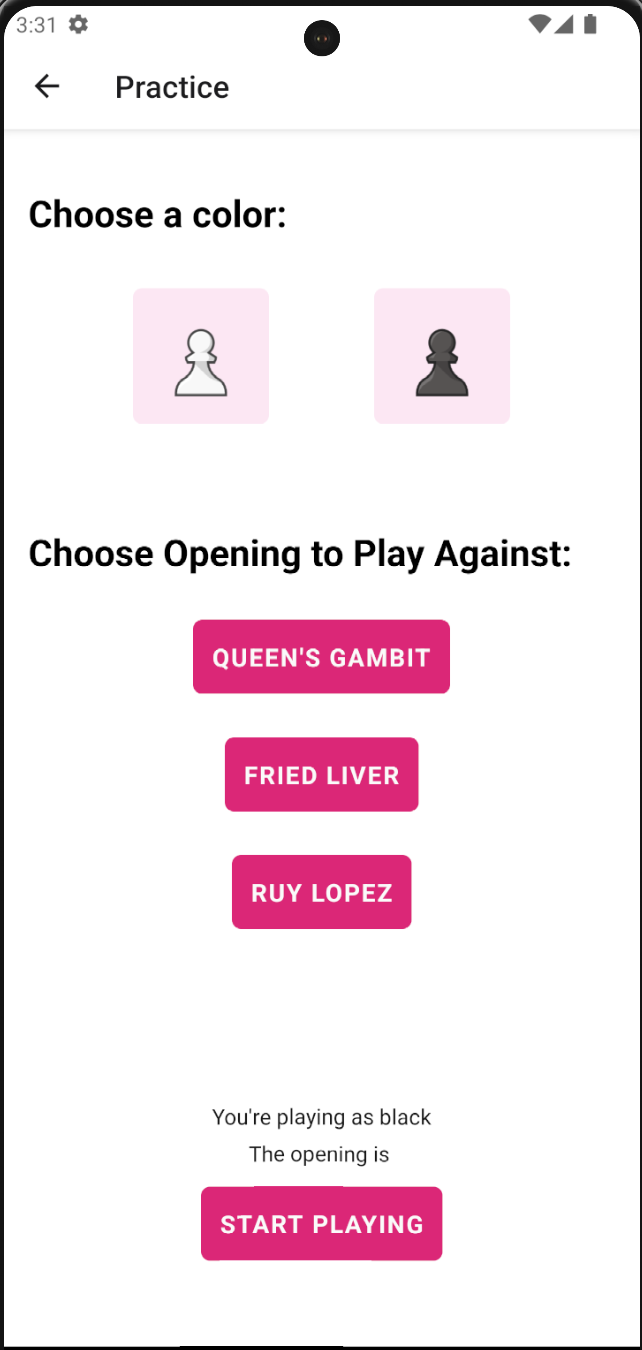 3:31
Practice
Choose a color:
Choose Opening to Play Against:
QUEEN'S GAMBIT
FRIED LIVER
RUY LOPEZ
You're playing as black
The opening is
START PLAYING